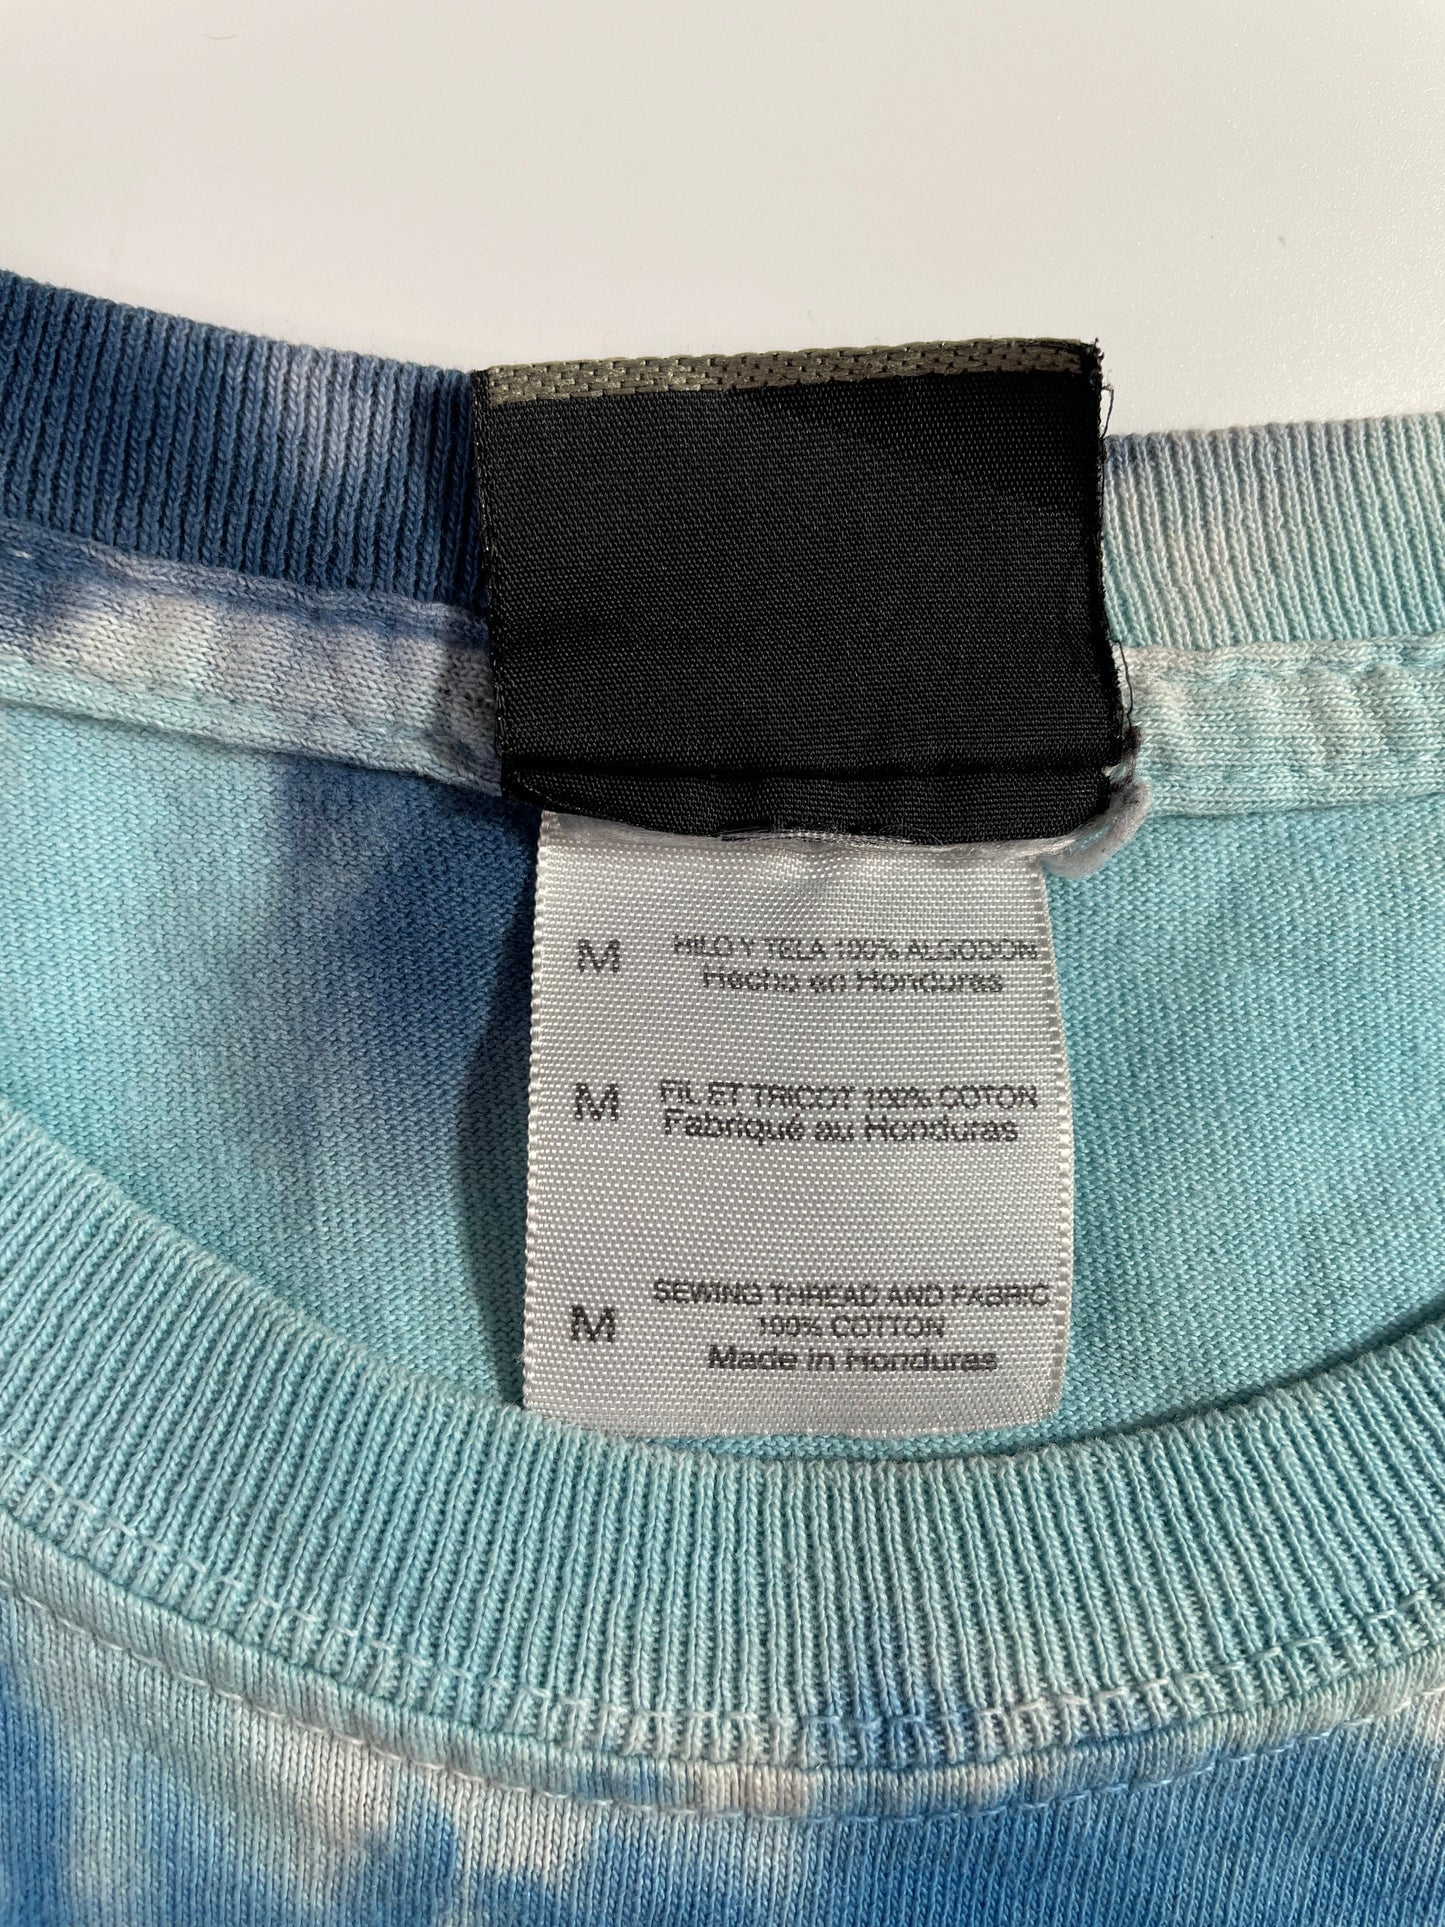 M HILO Y TELA 100% ALGODON
Hecho en Honduras
M FIL ET TRICOT 100% COTON
Fabriqué au Honduras
M SEWING THREAD AND FABRIC
100% COTTON
Made in Honduras